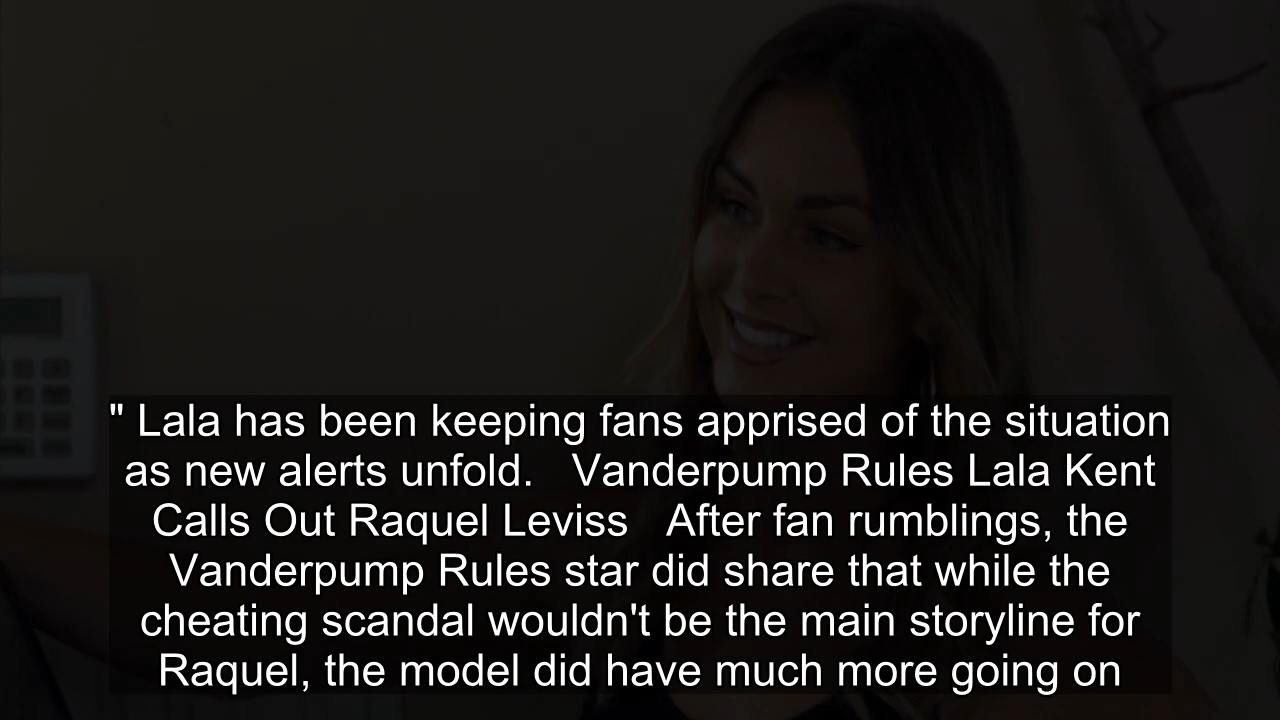 " Lala has been keeping fans apprised of the situation
as new alerts unfold.   Vanderpump Rules Lala Kent
Calls Out Raquel Leviss   After fan rumblings, the
Vanderpump Rules star did share that while the
cheating scandal wouldn't be the main storyline for
Raquel, the model did have much more going on